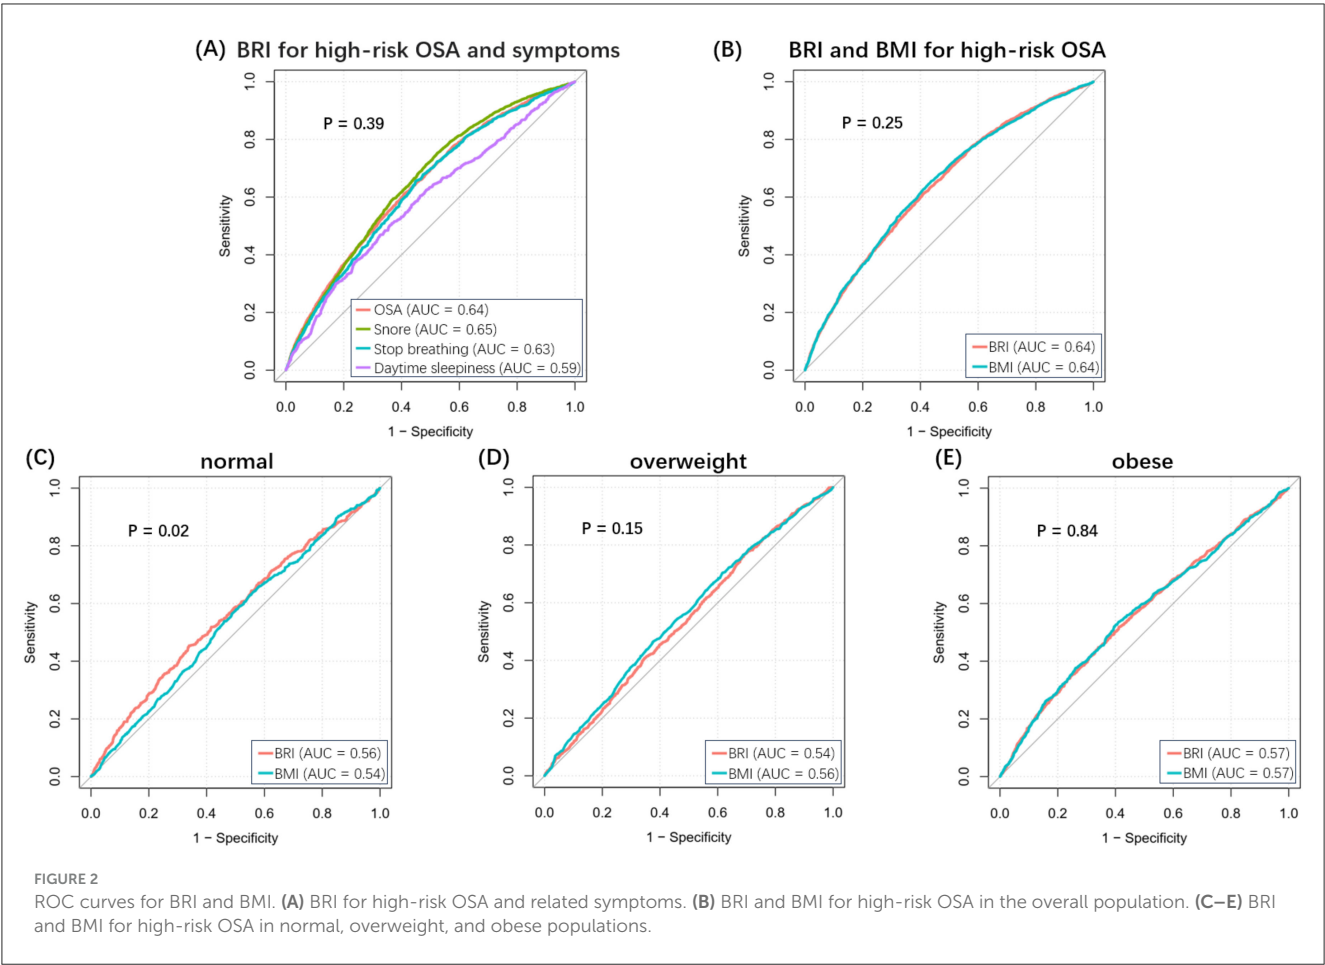 (A) BRI for high-risk OSA and symptoms
P = 0.39
Sensitivity
0.0 0.2 0.4 0.6 0.8 1.0
OSA (AUC = 0.64)
Snore (AUC = 0.65)
Stop breathing (AUC = 0.63)
Daytime sleepiness (AUC = 0.59)
0.0 0.2 0.4 0.6 0.8 1.0
1 − Specificity
(B) BRI and BMI for high-risk OSA
P = 0.25
Sensitivity
0.0 0.2 0.4 0.6 0.8 1.0
BRI (AUC = 0.64)
BMI (AUC = 0.64)
0.0 0.2 0.4 0.6 0.8 1.0
1 − Specificity
(C) normal
P = 0.02
Sensitivity
0.0 0.2 0.4 0.6 0.8 1.0
BRI (AUC = 0.56)
BMI (AUC = 0.54)
0.0 0.2 0.4 0.6 0.8 1.0
1 − Specificity
(D) overweight
P = 0.15
Sensitivity
0.0 0.2 0.4 0.6 0.8 1.0
BRI (AUC = 0.54)
BMI (AUC = 0.56)
0.0 0.2 0.4 0.6 0.8 1.0
1 − Specificity
(E) obese
P = 0.84
Sensitivity
0.0 0.2 0.4 0.6 0.8 1.0
BRI (AUC = 0.57)
BMI (AUC = 0.57)
0.0 0.2 0.4 0.6 0.8 1.0
1 − Specificity
FIGURE 2
ROC curves for BRI and BMI. (A) BRI for high-risk OSA and related symptoms. (B) BRI and BMI for high-risk OSA in the overall population. (C–E) BRI
and BMI for high-risk OSA in normal, overweight, and obese populations.